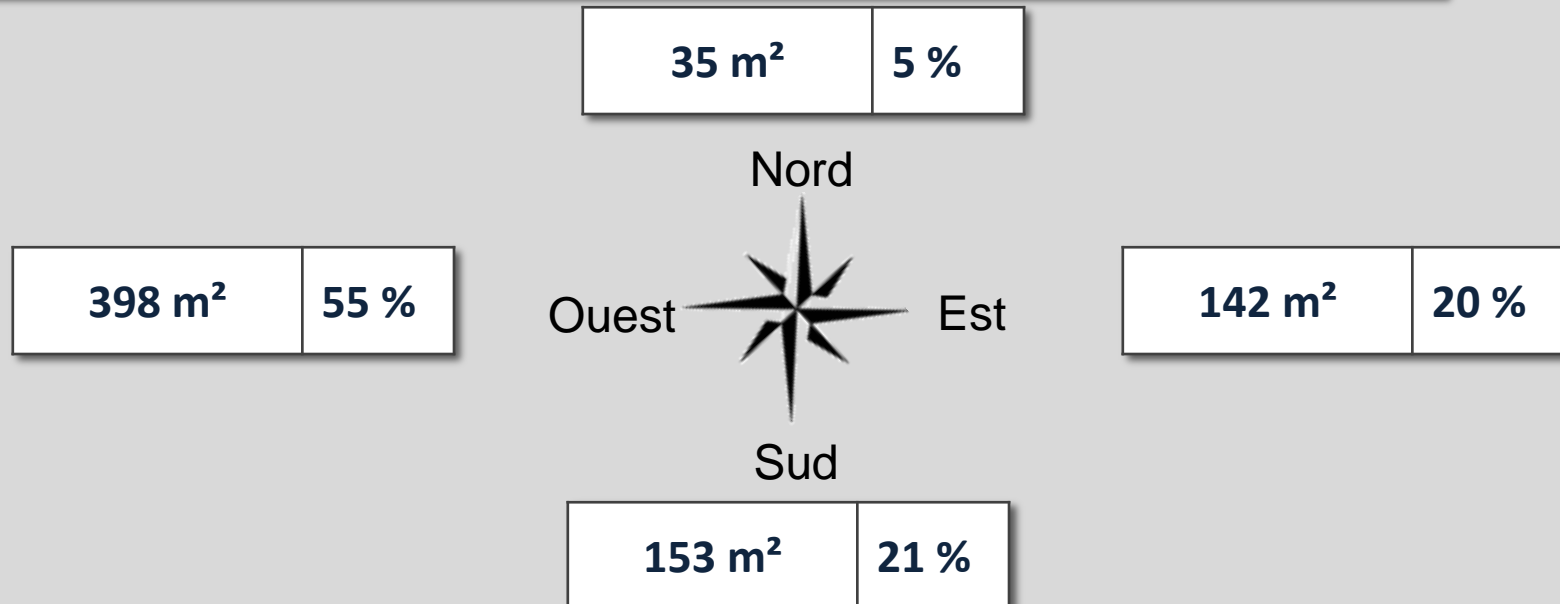 35 m² 5 %
Nord
398 m² 55 % Ouest Est 142 m² 20 %
Sud
153 m² 21 %